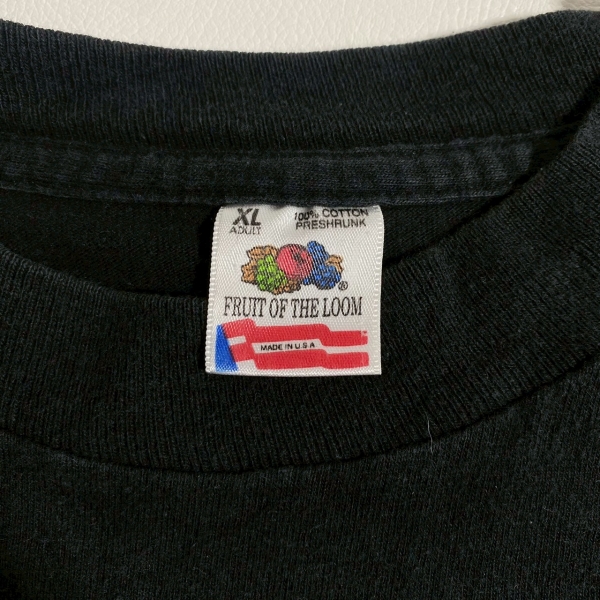 XL
ADULT
100% COTTON
PRESHRUNK
®
FRUIT OF THE LOOM
MADE IN U.S.A